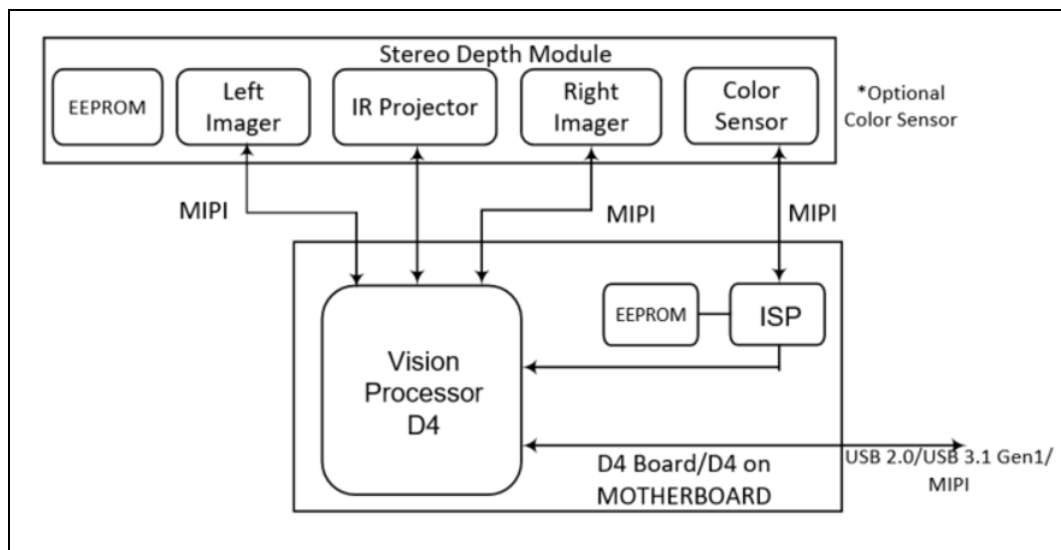 Stereo Depth Module
EEPROM
Left
Imager
IR Projector
Right
Imager
Color
Sensor
*Optional
Color Sensor
MIPI
MIPI
MIPI
EEPROM
ISP
Vision
Processor
D4
D4 Board/D4 on
MOTHERBOARD
USB 2.0/USB 3.1 Gen1/
MIPI